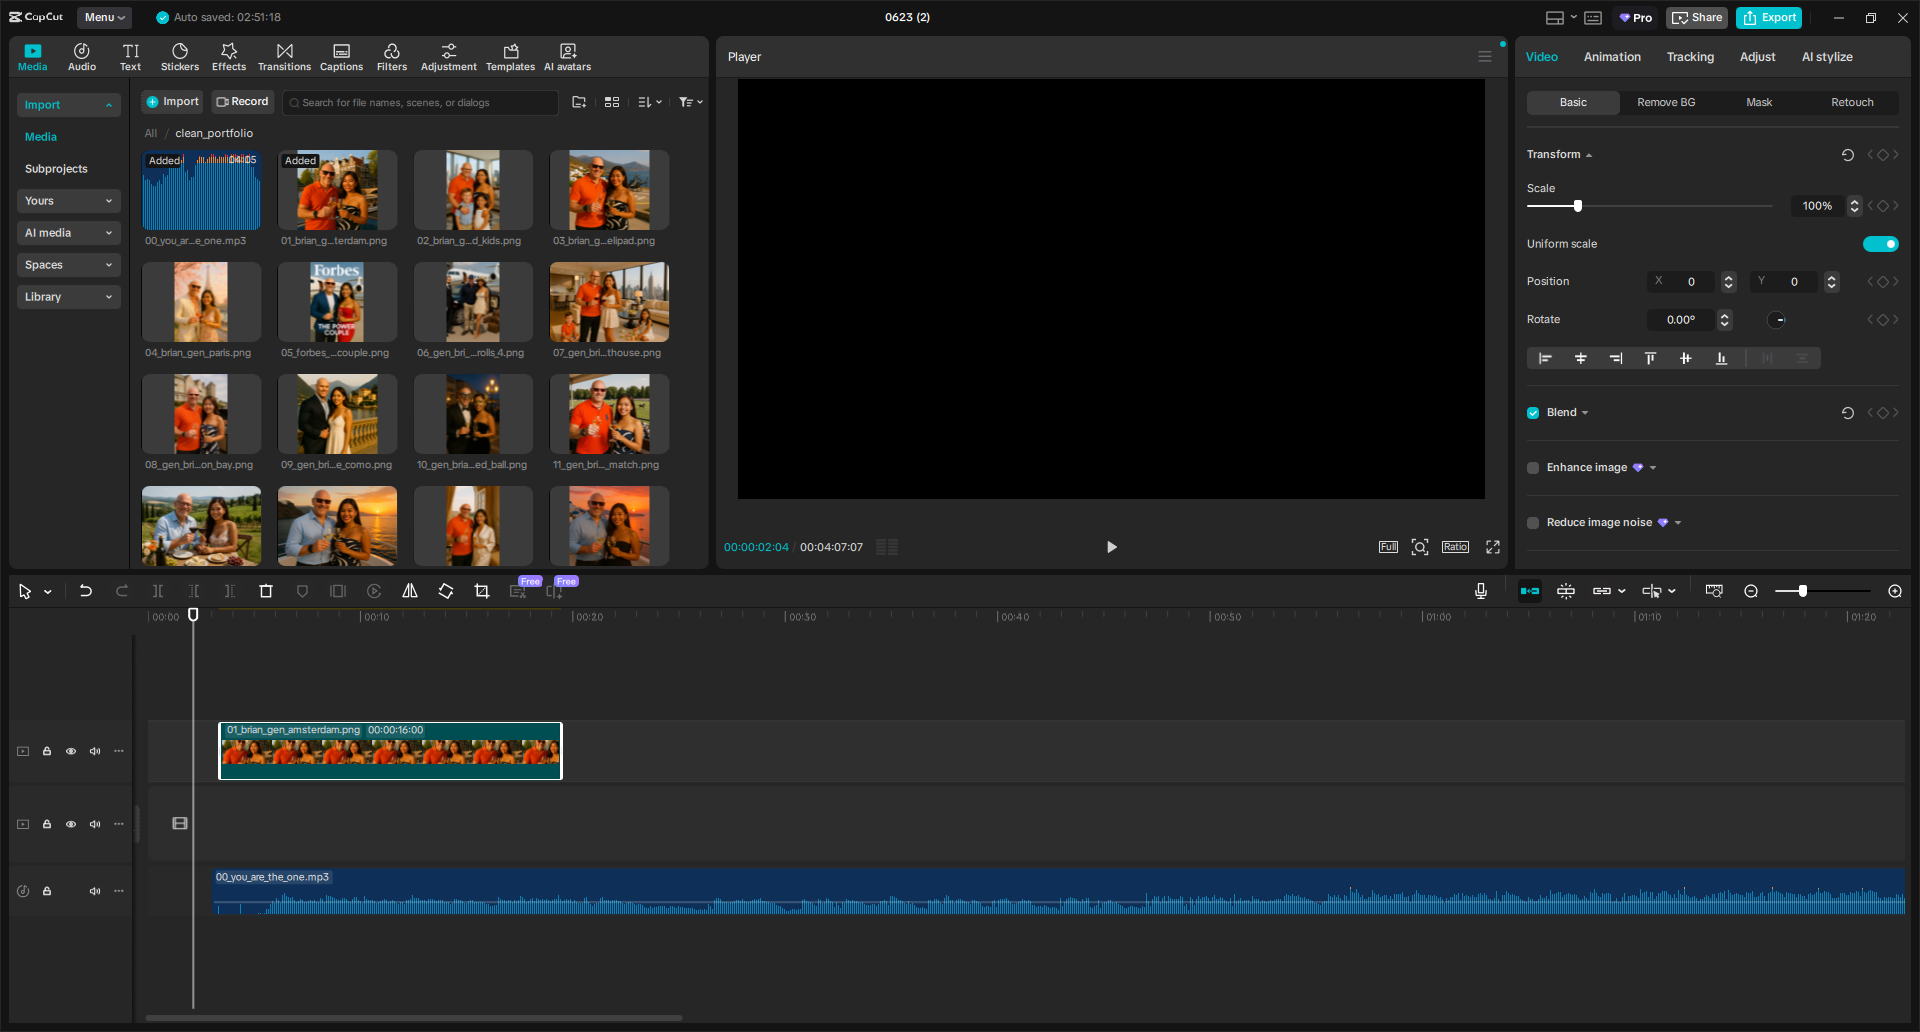 CapCut Menu Auto saved: 02:51:18 0623 (2) Pro Share Export
Media Audio Text Stickers Effects Transitions Captions Filters Adjustment Templates AI avatars
Import
Media
Subprojects
Yours
AI media
Spaces
Library
Import Record Search for file names, scenes, or dialogs
All / clean_portfolio
Added 04:05 Added
00_you_ar...e_one.mp3 01_brian_g...terdam.png 02_brian_g...d_kids.png 03_brian_g...elipad.png
Forbes
THE POWER
COUPLE
04_brian_gen_paris.png 05_forbes_...couple.png 06_gen_bri_...rolls_4.png 07_gen_bri...thouse.png
08_gen_bri...on_bay.png 09_gen_bri...e_como.png 10_gen_bria...ed_ball.png 11_gen_bri..._match.png
Player
00:00:02:04 / 00:04:07:07 Full Ratio
Video Animation Tracking Adjust AI stylize
Basic Remove BG Mask Retouch
Transform
Scale
100%
Uniform scale
Position X 0 Y 0
Rotate 0.00°
Blend
Enhance image
Reduce image noise
Free Free
00:00 00:10 00:20 00:30 00:40 00:50 01:00 01:10 01:20
01_brian_gen_amsterdam.png 00:00:16:00
00_you_are_the_one.mp3